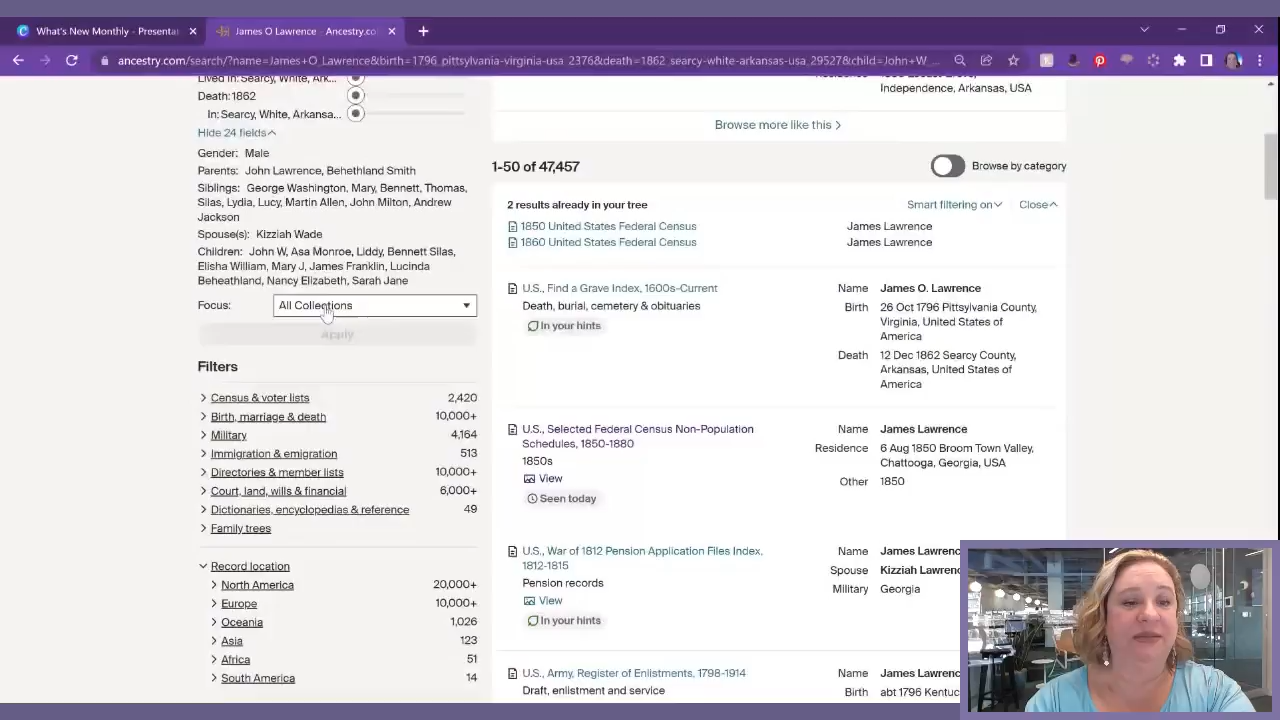 What's New Monthly - Presentat
James O Lawrence - Ancestry.co
ancestry.com/search/?name=James+O_Lawrence&birth=1796_pittsylvania-virginia-usa_2376&death=1862_searcy-white-arkansas-usa_29527&child=John+W_...
Lived In: Searcy, White, Ark...
Death: 1862
In: Searcy, White, Arkansa...
Hide 24 fields
Gender: Male
Parents: John Lawrence, Behethland Smith
Siblings: George Washington, Mary, Bennett, Thomas,
Silas, Lydia, Lucy, Martin Allen, John Milton, Andrew
Jackson
Spouse(s): Kizziah Wade
Children: John W, Asa Monroe, Liddy, Bennett Silas,
Elisha William, Mary J, James Franklin, Lucinda
Beheathland, Nancy Elizabeth, Sarah Jane
Focus: All Collections
Apply
Filters
Census & voter lists 2,420
Birth, marriage & death 10,000+
Military 4,164
Immigration & emigration 513
Directories & member lists 10,000+
Court, land, wills & financial 6,000+
Dictionaries, encyclopedias & reference 49
Family trees
Record location
North America 20,000+
Europe 10,000+
Oceania 1,026
Asia 123
Africa 51
South America 14
Independence, Arkansas, USA
Browse more like this
1-50 of 47,457
Browse by category
2 results already in your tree
Smart filtering on
Close
1850 United States Federal Census James Lawrence
1860 United States Federal Census James Lawrence
U.S., Find a Grave Index, 1600s-Current
Death, burial, cemetery & obituaries
In your hints
Name James O. Lawrence
Birth 26 Oct 1796 Pittsylvania County,
Virginia, United States of
America
Death 12 Dec 1862 Searcy County,
Arkansas, United States of
America
U.S., Selected Federal Census Non-Population
Schedules, 1850-1880
1850s
View
Seen today
Name James Lawrence
Residence 6 Aug 1850 Broom Town Valley,
Chattooga, Georgia, USA
Other 1850
U.S., War of 1812 Pension Application Files Index,
1812-1815
Pension records
View
In your hints
Name James Lawrenc
Spouse Kizziah Lawrenc
Military Georgia
U.S., Army, Register of Enlistments, 1798-1914
Draft, enlistment and service
Name James Lawrenc
Birth abt 1796 Kentuc